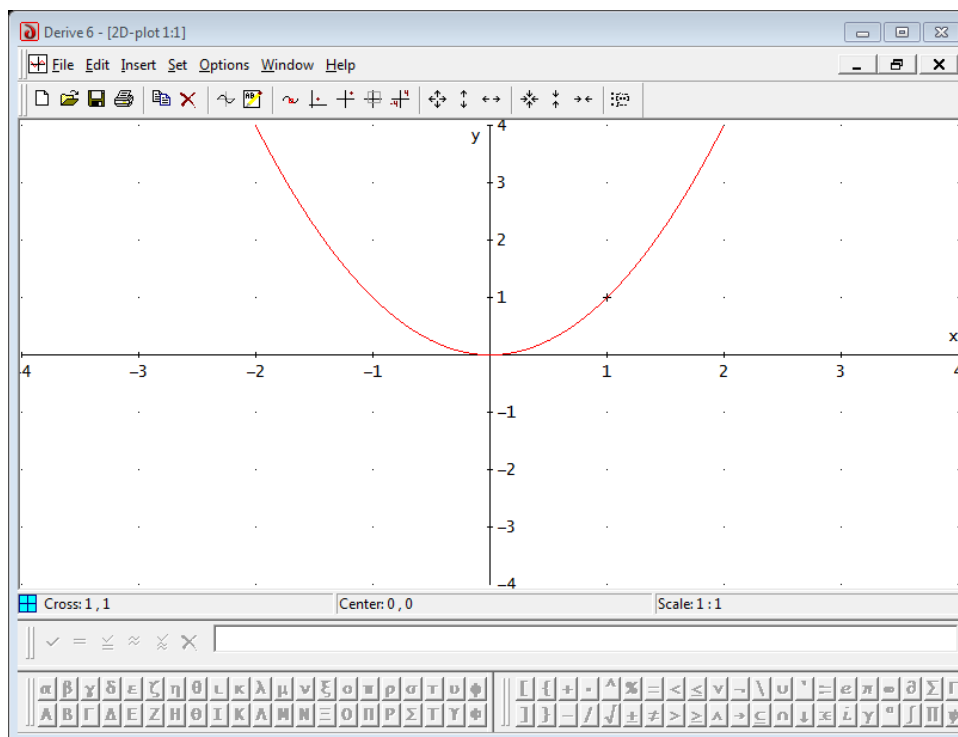 Derive 6 - [2D-plot 1:1]
File Edit Insert Set Options Window Help
y 4
3
2
1
x
-4 −3 −2 −1 1 2 3 4
−1
−2
−3
−4
Cross: 1 , 1 Center: 0 , 0 Scale: 1 : 1
✓ = ≈
α β γ δ ε ζ η θ ι κ λ μ ν ξ ο π ρ σ τ υ φ [ { + · ^ % = < ≤ ∨ ¬ \ ∪ ' := e π ∞ ∂ Σ Γ
Α Β Γ Δ Ε Ζ Η Θ Ι Κ Λ Μ Ν Ξ Ο Π Ρ Σ Τ Υ Φ ] } − / √ ± ≠ > ≥ ∧ → ⊆ ∩ ↓ i γ ° ∫ Π